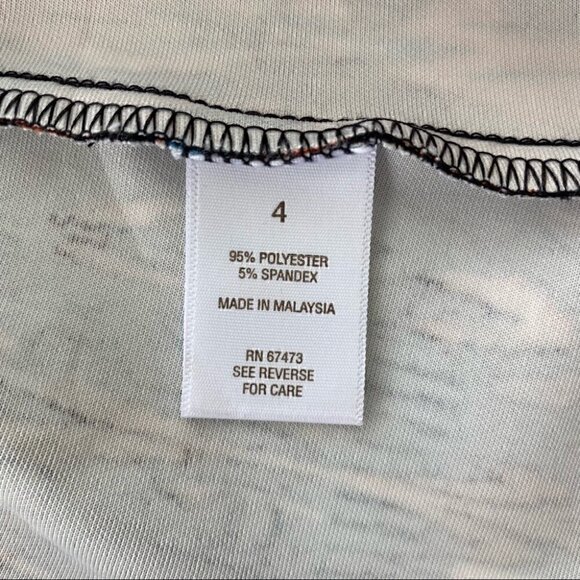 4
95% POLYESTER
5% SPANDEX
MADE IN MALAYSIA
RN 67473
SEE REVERSE
FOR CARE